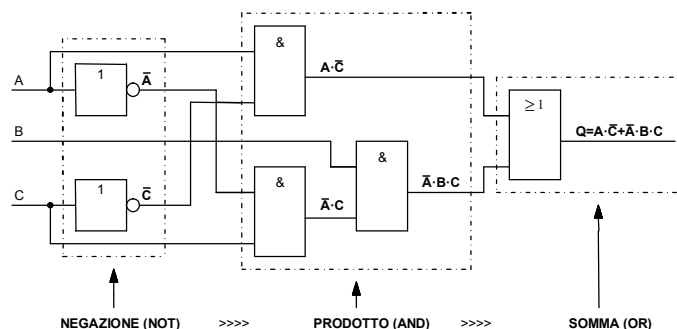 &
A
1
A̅
A·C̅
≥1
B
&
Q=A·C̅+A̅·B·C
&
C
1
C̅
A̅·B·C
A̅·C
NEGAZIONE (NOT) >>>> PRODOTTO (AND) >>>> SOMMA (OR)